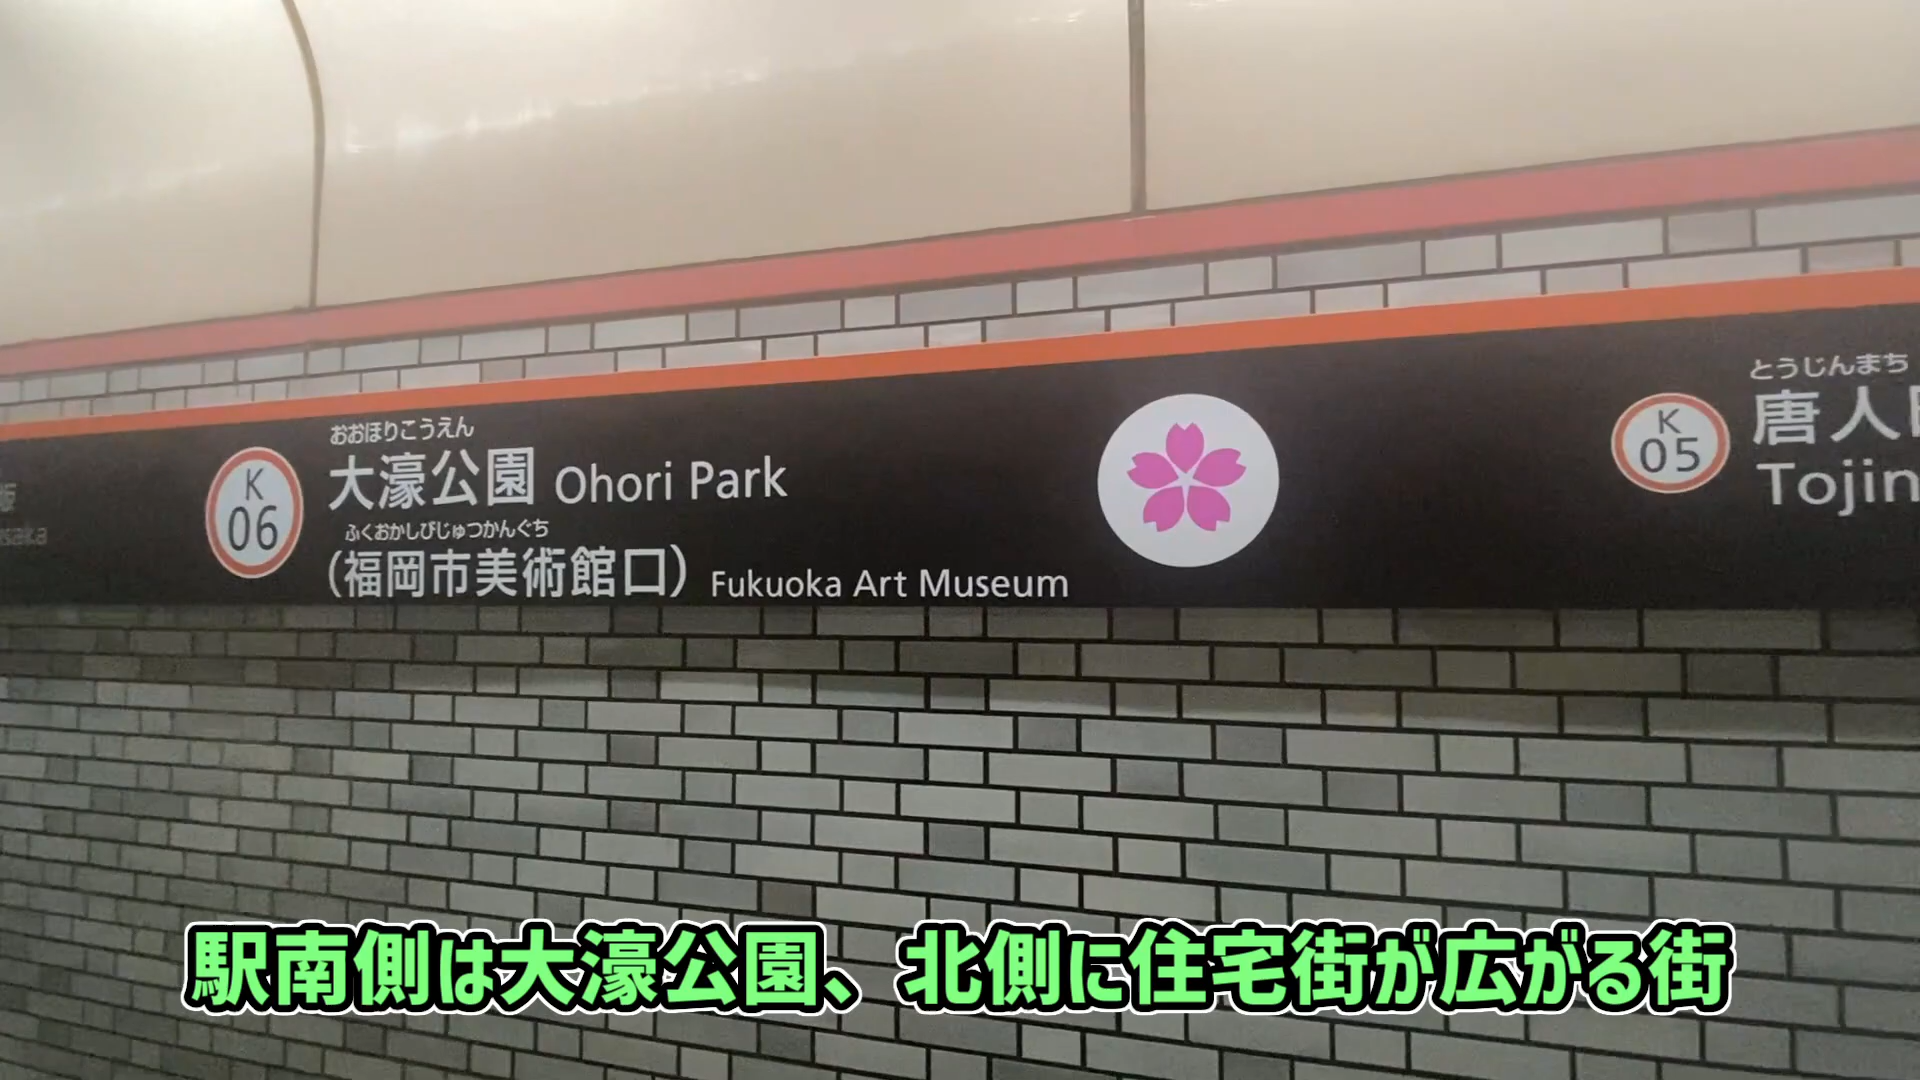 おおほりこうえん
K
06
大濠公園 Ohori Park
ふくおかしびじゅつかんぐち
(福岡市美術館口) Fukuoka Art Museum
とうじんまち
K
05
唐人
Tojin
駅南側は大濠公園、北側に住宅街が広がる街